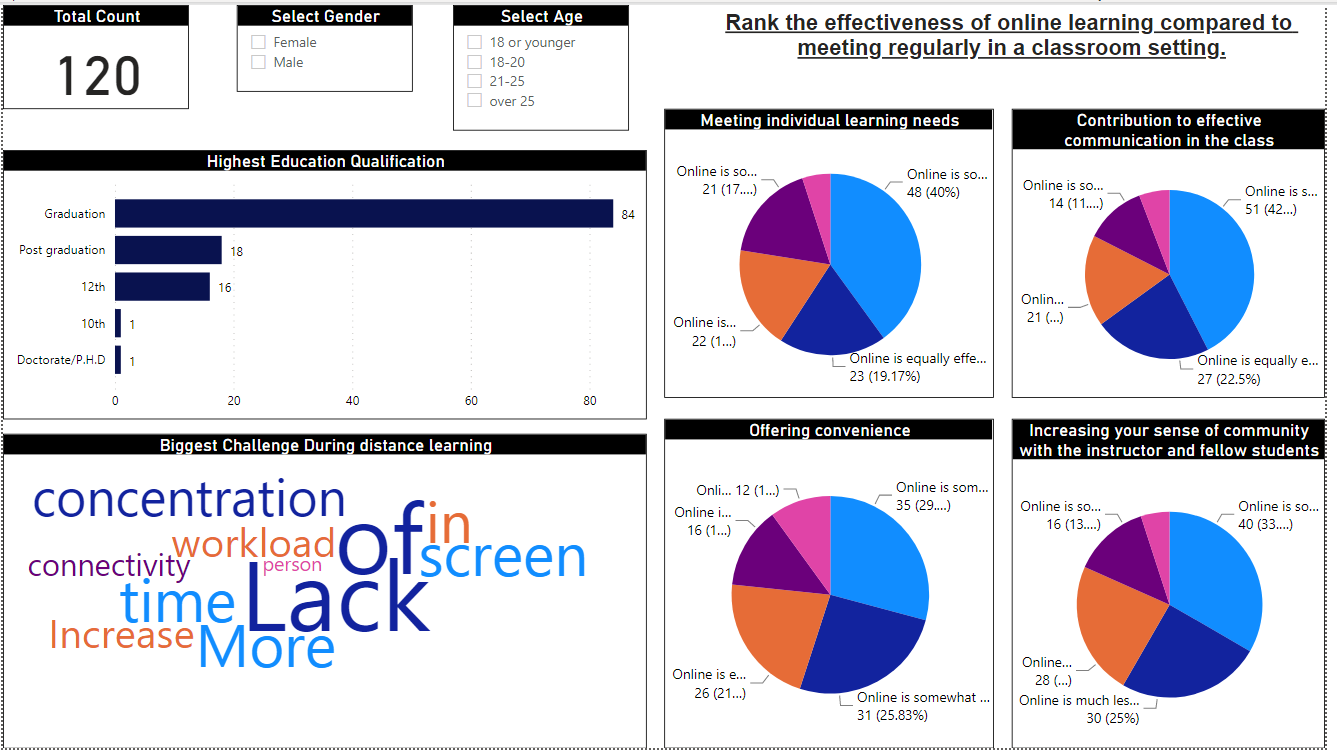 Total Count
120
Select Gender
Female
Male
Select Age
18 or younger
18-20
21-25
over 25
Rank the effectiveness of online learning compared to
meeting regularly in a classroom setting.
Highest Education Qualification
Graduation
84
Post graduation
18
12th
16
10th
1
Doctorate/P.H.D
1
0 20 40 60 80
Biggest Challenge During distance learning
concentration
of
in
workload
screen
connectivity
person
time
Lack
Increase
More
Meeting individual learning needs
Online is so...
21 (17....)
Online is so...
48 (40%)
Online is...
22 (1...)
Online is equally effe...
23 (19.17%)
Contribution to effective
communication in the class
Online is so...
14 (11....)
Online is s...
51 (42...)
Onlin...
21 (...)
Online is equally e...
27 (22.5%)
Offering convenience
Onli... 12 (1...)
Online is som...
35 (29....)
Online i...
16 (1...)
Online is e...
26 (21...)
Online is somewhat ...
31 (25.83%)
Increasing your sense of community
with the instructor and fellow students
Online is so...
16 (13....)
Online is so...
40 (33....)
Online...
28 (...)
Online is much les...
30 (25%)